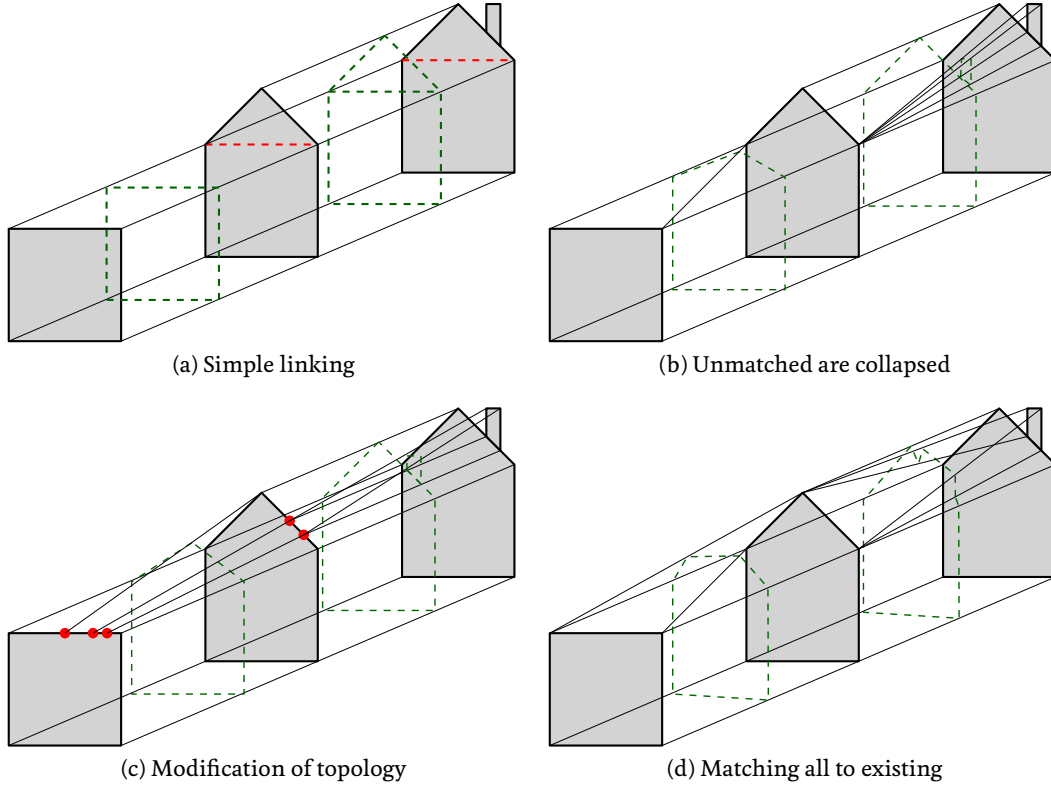 (a) Simple linking
(b) Unmatched are collapsed
(c) Modification of topology
(d) Matching all to existing